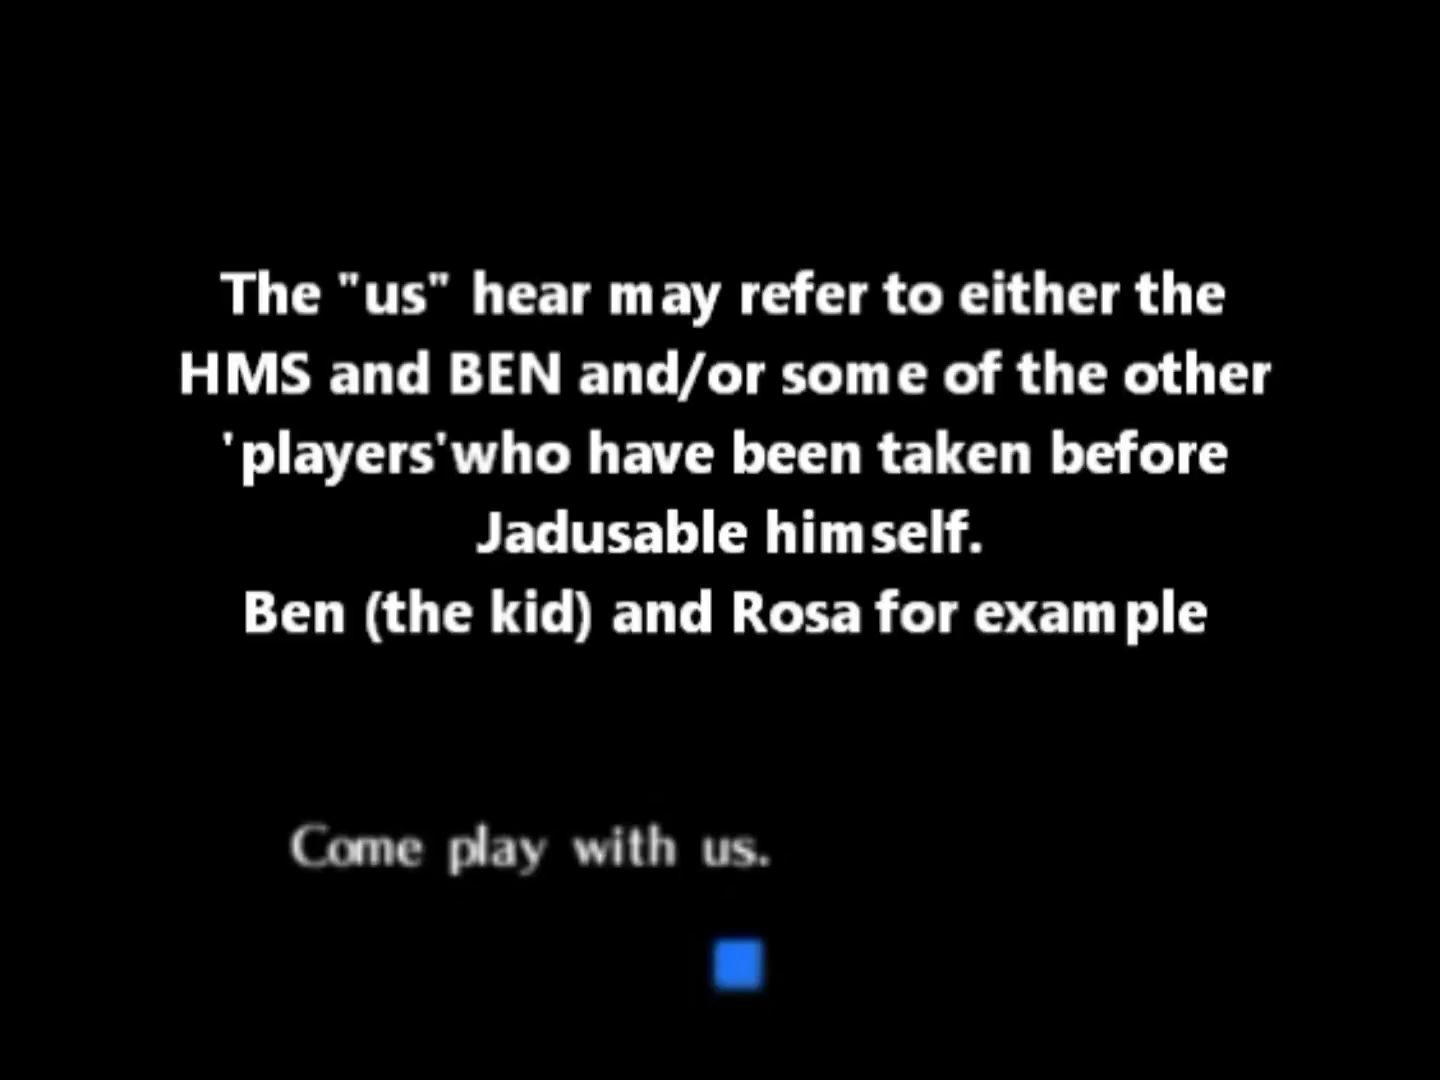 The "us" hear may refer to either the
HMS and BEN and/or some of the other
'players'who have been taken before
Jadusable himself.
Ben (the kid) and Rosa for example
Come play with us.